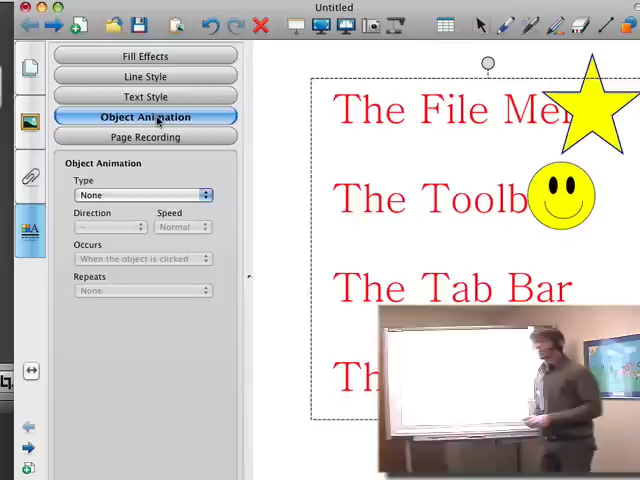 Untitled
Fill Effects
Line Style
Text Style
Object Animation
Page Recording
Object Animation
Type
None
Direction Speed
– Normal
Occurs
When the object is clicked
Repeats
None
The File Me
The Toolb
The Tab Bar
Th